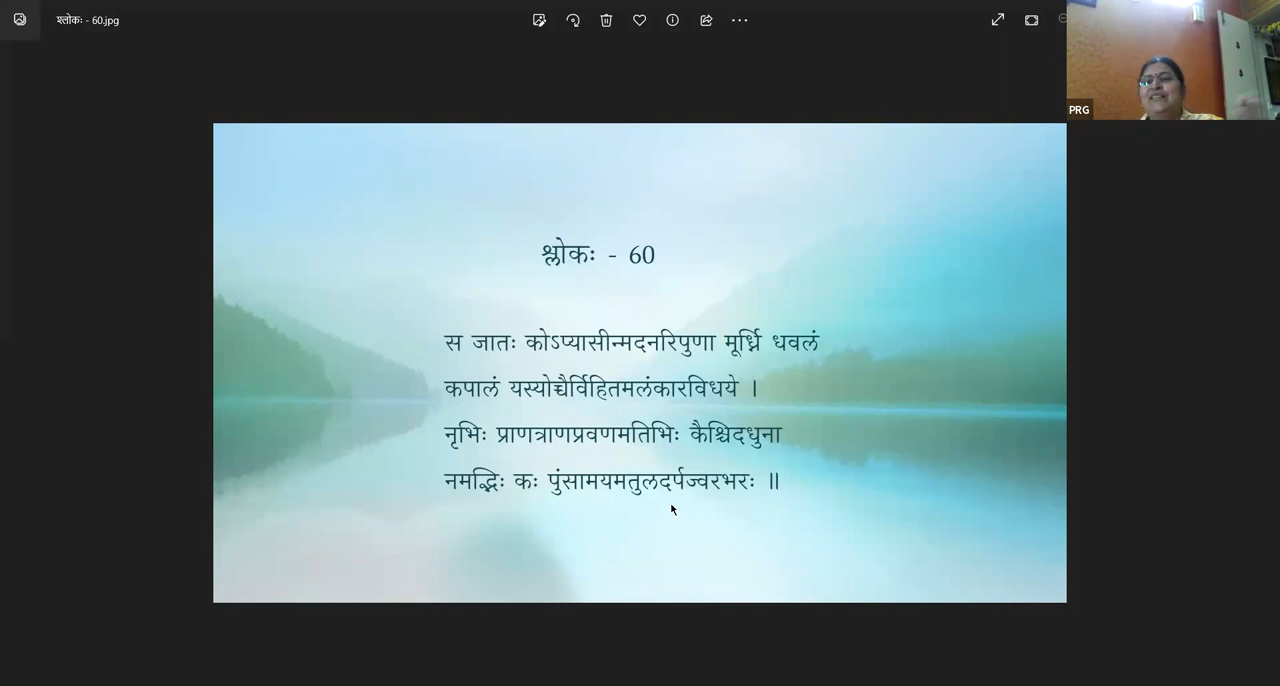 श्लोकः - 60.jpg
PRG
श्लोकः - 60
स जातः कोऽप्यासीन्मदनरिपुणा मूर्ध्नि धवलं
कपालं यस्योच्चैर्विहितमलंकारविधये ।
नृभिः प्राणत्राणप्रवणमतिभिः कैश्चिदधुना
नमद्भिः कः पुंसामयमतुलदर्पज्वरभरः ॥